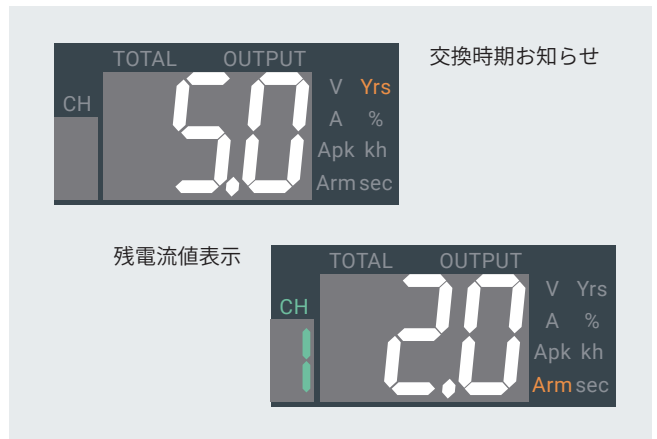 TOTAL OUTPUT
交換時期お知らせ
CH
5.0
V Yrs
A %
Apk kh
Arm sec
残電流値表示
TOTAL OUTPUT
CH
1
2.0
V Yrs
A %
Apk kh
Arm sec